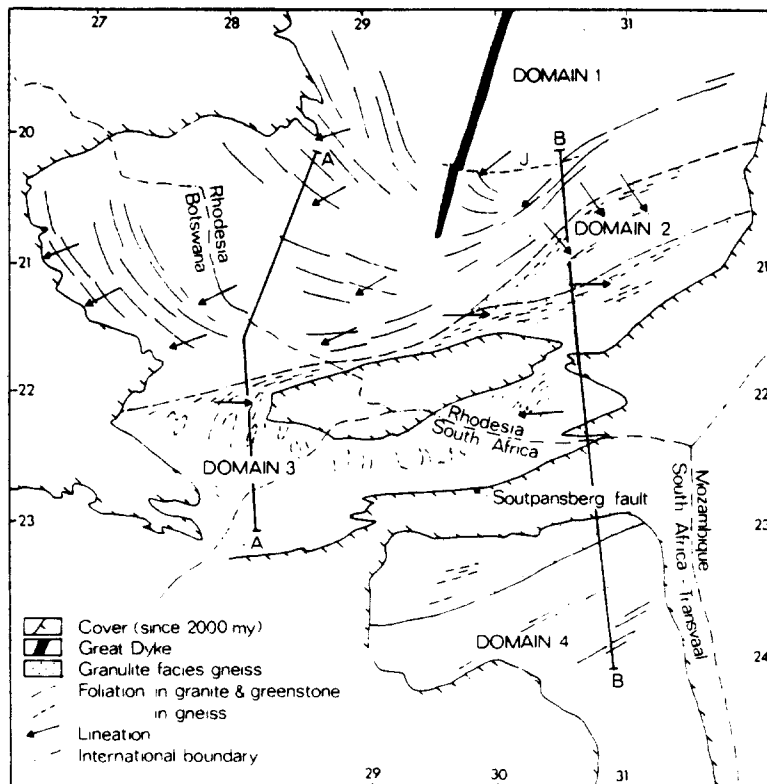 27 28 29 31
DOMAIN 1
20
A
B
J
Rhodesia
Botswana
DOMAIN 2
21
21
22
22
Rhodesia
South Africa
DOMAIN 3
Soutpansberg fault
23
23
A
Mozambique
South Africa - Transvaal
Cover (since 2000 my)
Great Dyke
Granulite facies gneiss
Foliation in granite & greenstone
in gneiss
Lineation
International boundary
DOMAIN 4
24
B
29 30 31